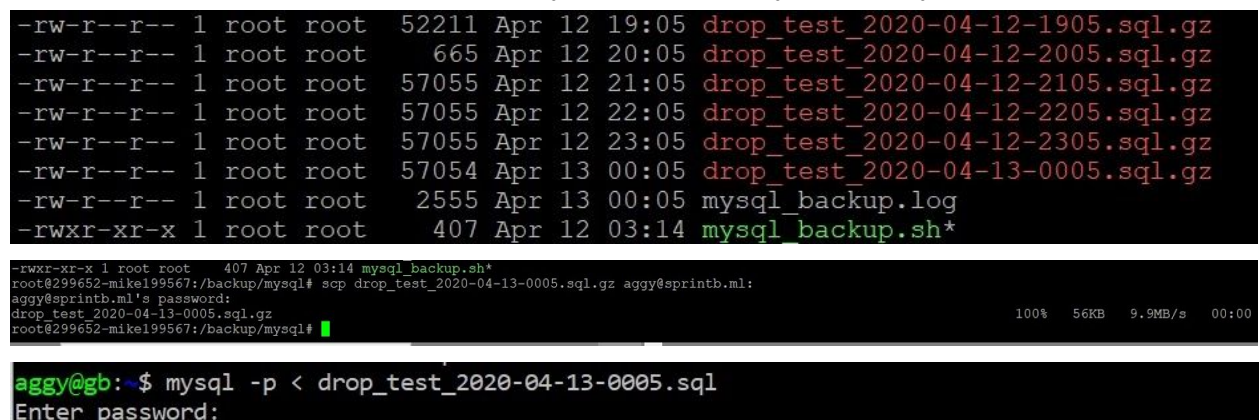 -rw-r--r-- 1 root root 52211 Apr 12 19:05 drop_test_2020-04-12-1905.sql.gz
-rw-r--r-- 1 root root 665 Apr 12 20:05 drop_test_2020-04-12-2005.sql.gz
-rw-r--r-- 1 root root 57055 Apr 12 21:05 drop_test_2020-04-12-2105.sql.gz
-rw-r--r-- 1 root root 57055 Apr 12 22:05 drop_test_2020-04-12-2205.sql.gz
-rw-r--r-- 1 root root 57055 Apr 12 23:05 drop_test_2020-04-12-2305.sql.gz
-rw-r--r-- 1 root root 57054 Apr 13 00:05 drop_test_2020-04-13-0005.sql.gz
-rw-r--r-- 1 root root 2555 Apr 13 00:05 mysql_backup.log
-rwxr-xr-x 1 root root 407 Apr 12 03:14 mysql_backup.sh*
-rwxr-xr-x 1 root root 407 Apr 12 03:14 mysql_backup.sh*
root@299652-mike199567:/backup/mysql# scp drop_test_2020-04-13-0005.sql.gz aggy@sprintb.ml:
aggy@sprintb.ml's password:
drop_test_2020-04-13-0005.sql.gz 100% 56KB 9.9MB/s 00:00
root@299652-mike199567:/backup/mysql#
aggy@gb:~$ mysql -p < drop_test_2020-04-13-0005.sql
Enter password: